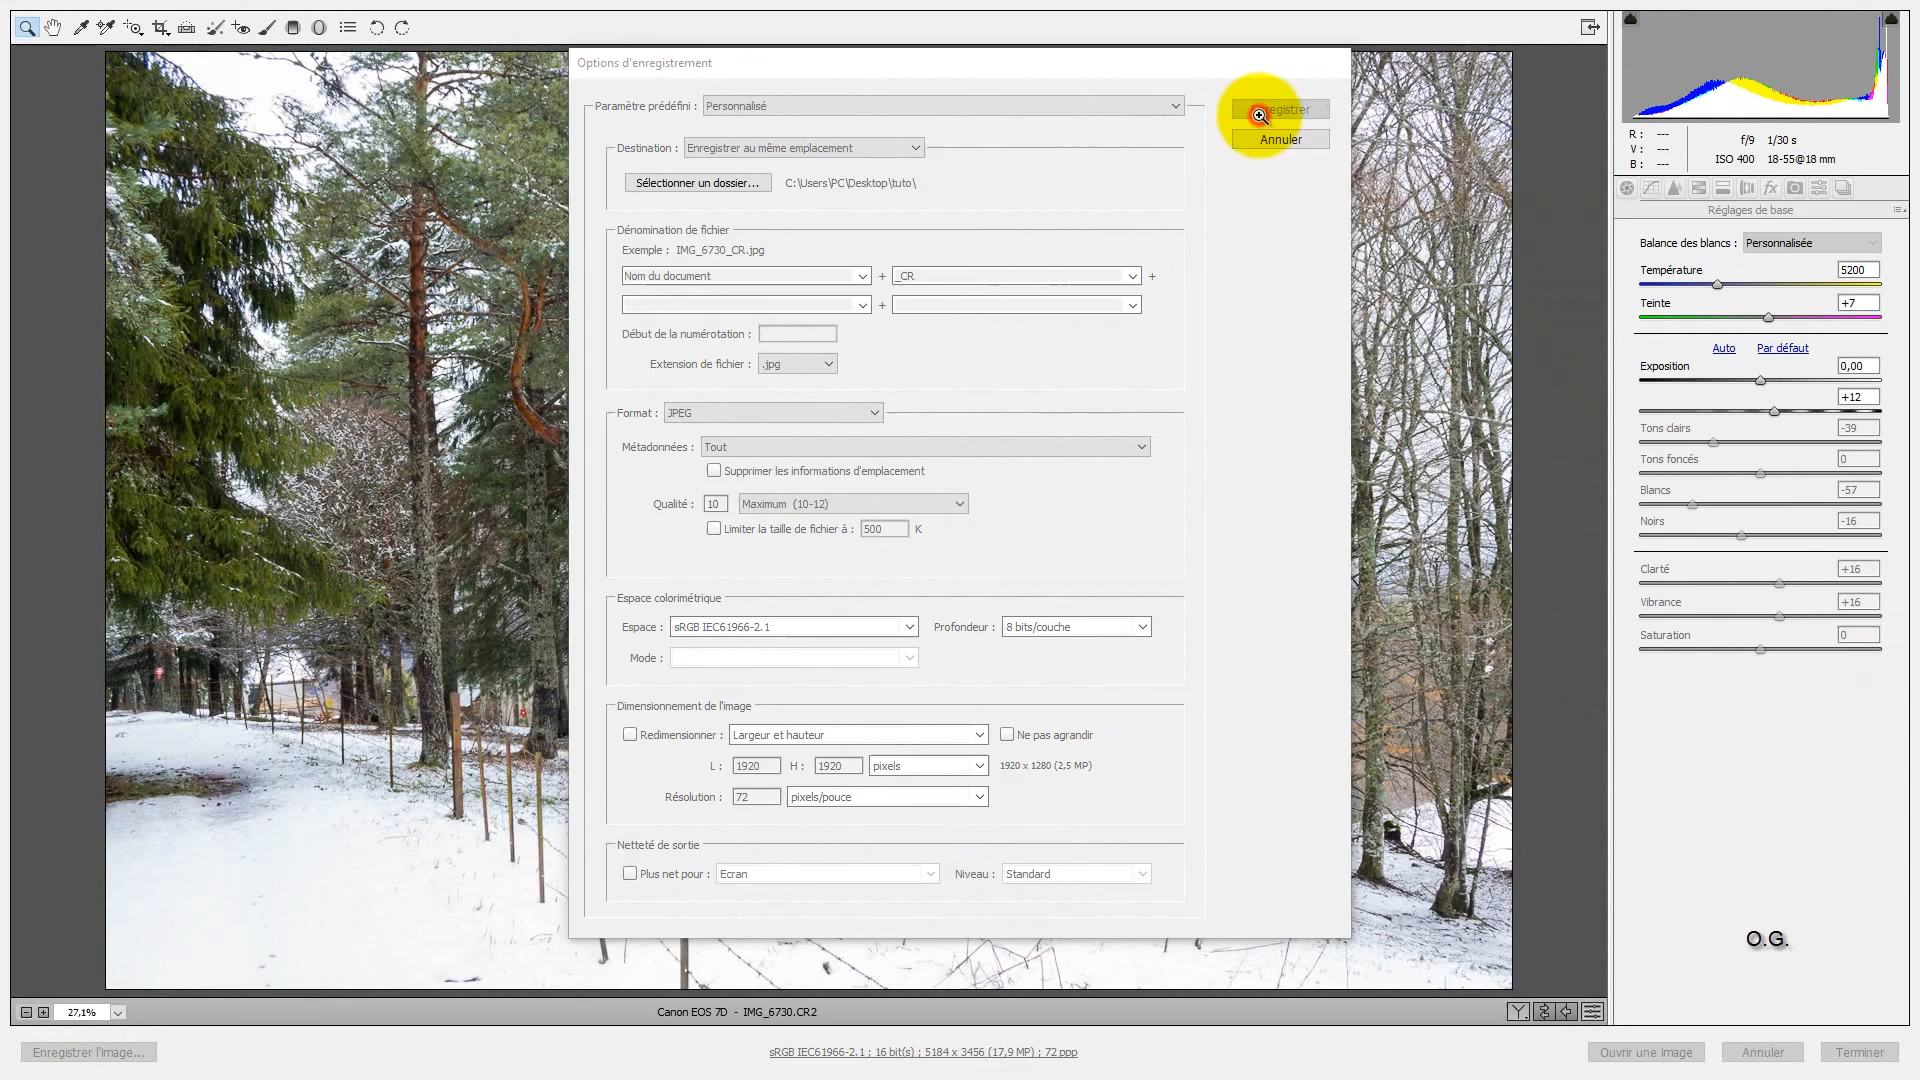 Options d'enregistrement
Paramètre prédéfini : Personnalisé
Destination : Enregistrer au même emplacement
Sélectionner un dossier... C:\Users\PC\Desktop\tuto\
Dénomination de fichier
Exemple : IMG_6730_CR.jpg
Nom du document + _CR +
+
Début de la numérotation :
Extension de fichier : .jpg
Format : JPEG
Métadonnées : Tout
Supprimer les informations d'emplacement
Qualité : 10 Maximum (10-12)
Limiter la taille de fichier à : 500 K
Espace colorimétrique
Espace : sRGB IEC61966-2.1 Profondeur : 8 bits/couche
Mode :
Dimensionnement de l'image
Redimensionner : Largeur et hauteur Ne pas agrandir
L : 1920 H : 1920 pixels 1920 x 1280 (2,5 MP)
Résolution : 72 pixels/pouce
Netteté de sortie
Plus net pour : Ecran Niveau : Standard
Annuler
R : --- f/9 1/30 s
V : ---
B : --- ISO 400 18-55@18 mm
fx
Réglages de base
Balance des blancs : Personnalisée
Température 5200
Teinte +7
Auto Par défaut
Exposition 0,00
+12
Tons clairs -39
Tons foncés 0
Blancs -57
Noirs -16
Clarté +16
Vibrance +16
Saturation 0
O.G.
27,1% Canon EOS 7D - IMG_6730.CR2 Y
Enregistrer l'image... sRGB IEC61966-2.1 ; 16 bit(s) ; 5184 x 3456 (17,9 MP) ; 72 ppp Ouvrir une image Annuler Terminer